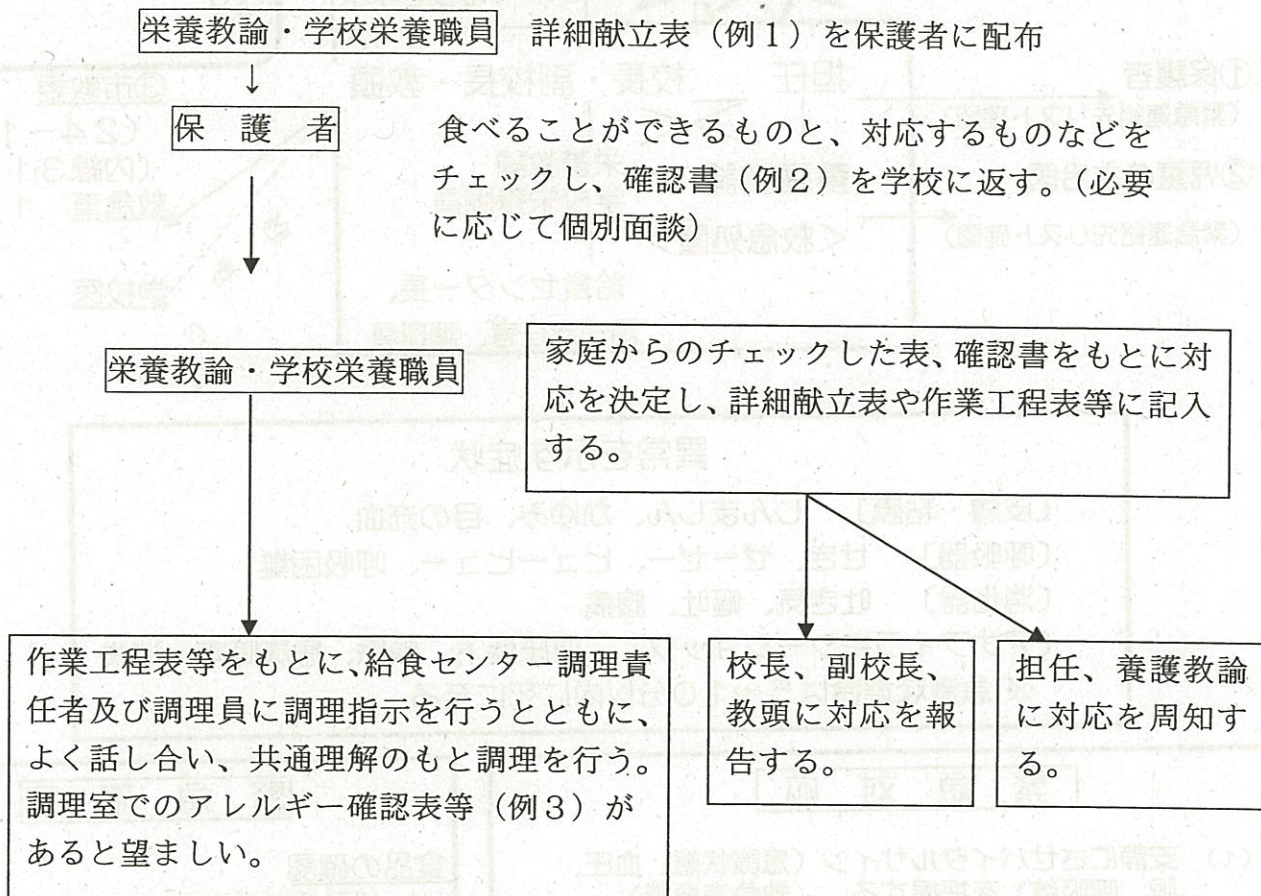 栄養教諭・学校栄養職員 詳細献立表（例１）を保護者に配布
↓
保 護 者 食べることができるものと、対応するものなどを
チェックし、確認書（例２）を学校に返す。（必要
に応じて個別面談）
栄養教諭・学校栄養職員
家庭からのチェックした表、確認書をもとに対
応を決定し、詳細献立表や作業工程表等に記入
する。
作業工程表等をもとに、給食センター調理責
任者及び調理員に調理指示を行うとともに、
よく話し合い、共通理解のもと調理を行う。
調理室でのアレルギー確認表等（例３）が
あると望ましい。
校長、副校長、
教頭に対応を報
告する。
担任、養護教諭
に対応を周知す
る。